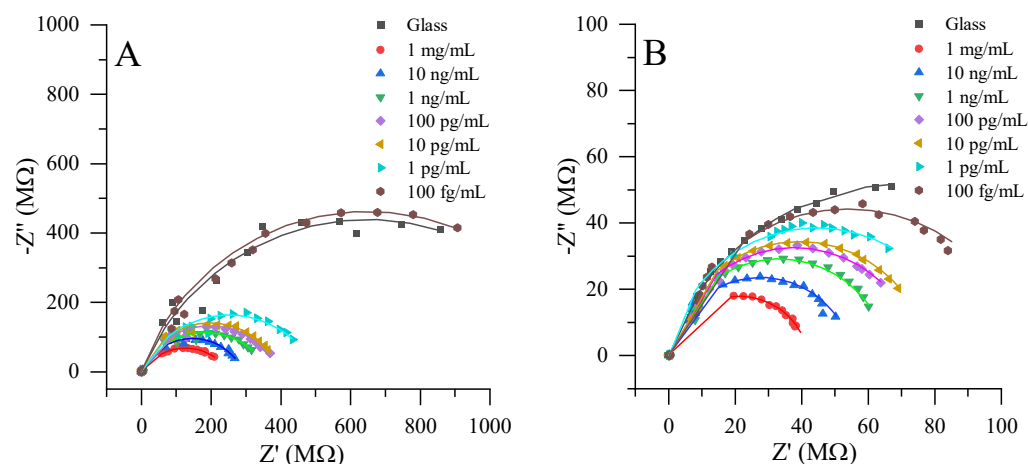 A
-Z" (MΩ)
1000
800
600
400
200
0
0 200 400 600 800 1000
Z' (MΩ)
Glass
1 mg/mL
10 ng/mL
1 ng/mL
100 pg/mL
10 pg/mL
1 pg/mL
100 fg/mL
B
-Z" (MΩ)
100
80
60
40
20
0
0 20 40 60 80 100
Z' (MΩ)
Glass
1 mg/mL
10 ng/mL
1 ng/mL
100 pg/mL
10 pg/mL
1 pg/mL
100 fg/mL